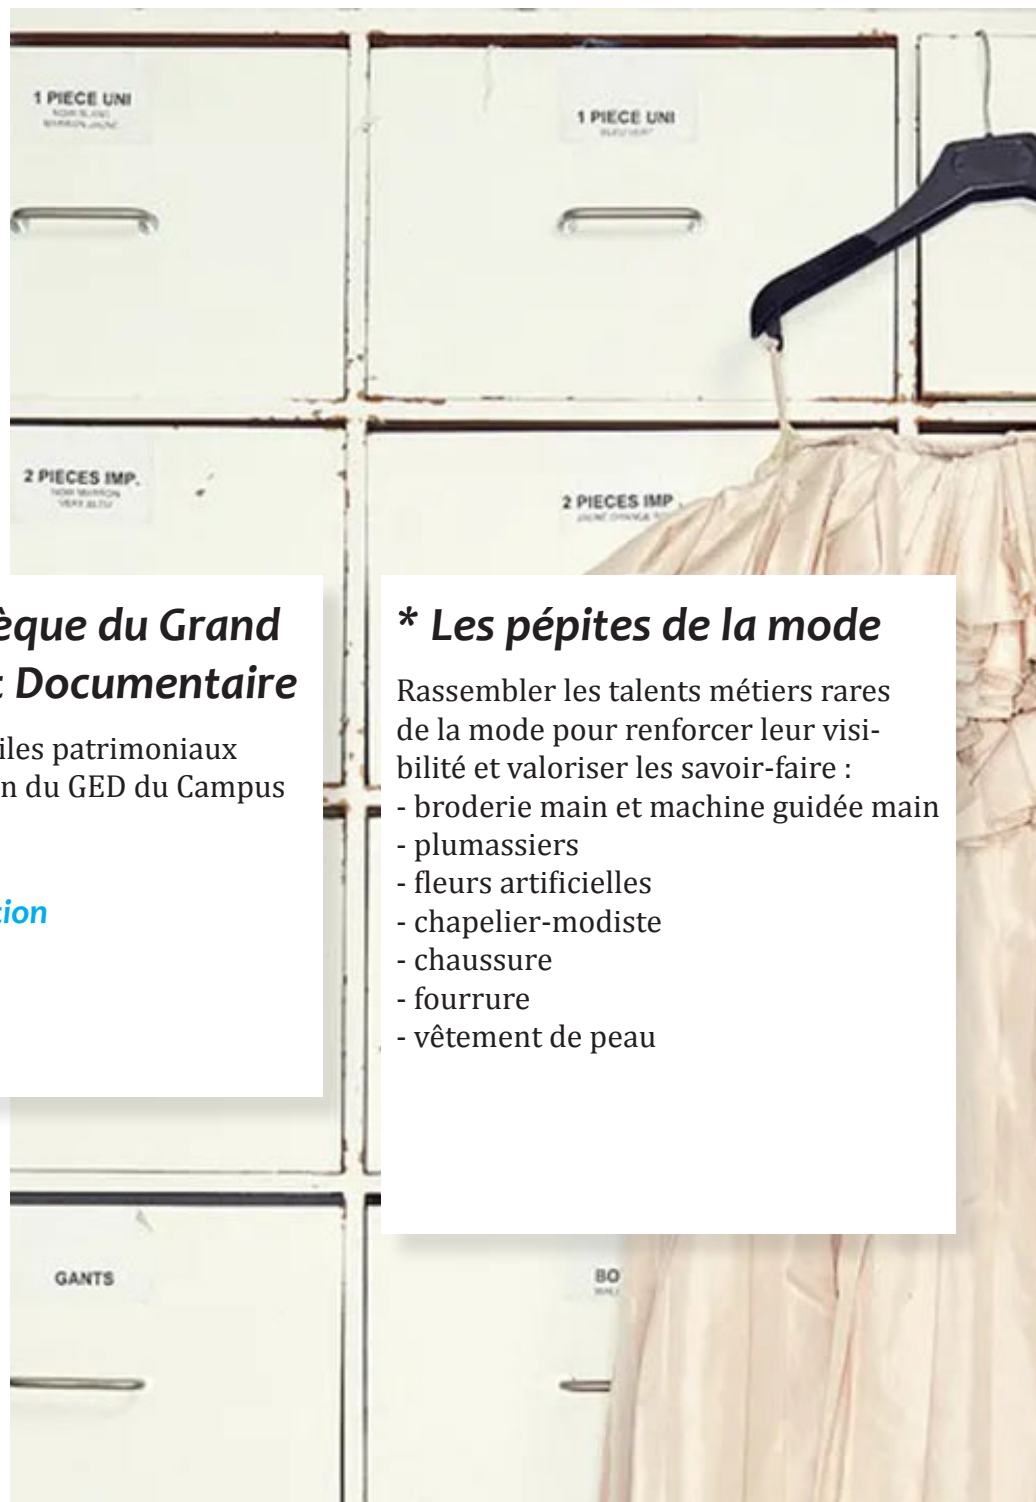 1 PIECE UNI
1 PIECE UNI
2 PIECES IMP.
2 PIECES IMP.
èque du Grand
Documentaire
iles patrimoniaux
n du GED du Campus
tion
* Les pépites de la mode
Rassembler les talents métiers rares
de la mode pour renforcer leur visi-
bilité et valoriser les savoir-faire :
- broderie main et machine guidée main
- plumassiers
- fleurs artificielles
- chapelier-modiste
- chaussure
- fourrure
- vêtement de peau
GANTS
BO